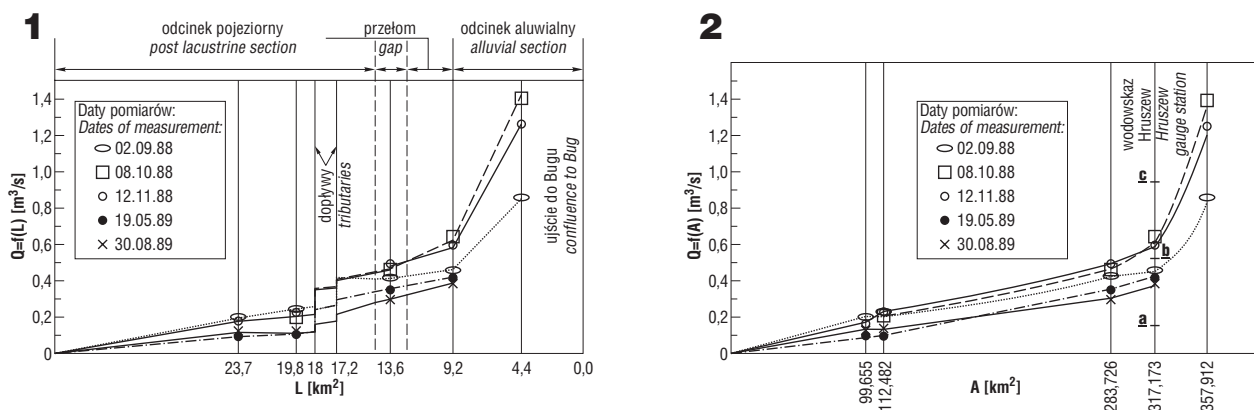 1
odcinek pojeziorny
post lacustrine section
przełom
gap
odcinek aluwialny
alluvial section
Q=f(L) [m³/s]
1,4
1,2
1,0
0,8
0,6
0,4
0,2
0
Daty pomiarów:
Dates of measurement:
02.09.88
08.10.88
12.11.88
19.05.89
30.08.89
dopływy
tributaries
ujście do Bugu
confluence to Bug
23,7
19,8
18
17,2
13,6
9,2
4,4
0,0
L [km²]
2
Q=f(A) [m³/s]
1,4
1,2
1,0
0,8
0,6
0,4
0,2
0
Daty pomiarów:
Dates of measurement:
02.09.88
08.10.88
12.11.88
19.05.89
30.08.89
wodowskaz
Hruszew
Hruszew
gauge station
c
b
a
99,655
112,482
283,726
317,173
357,912
A [km²]